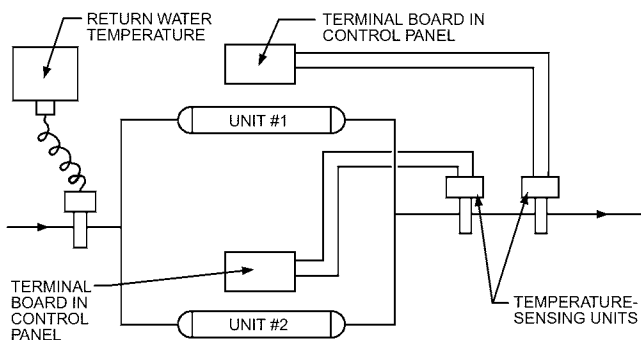 RETURN WATER
TEMPERATURE
TERMINAL BOARD IN
CONTROL PANEL
UNIT #1
TERMINAL
BOARD IN
CONTROL
PANEL
UNIT #2
TEMPERATURE-
SENSING UNITS